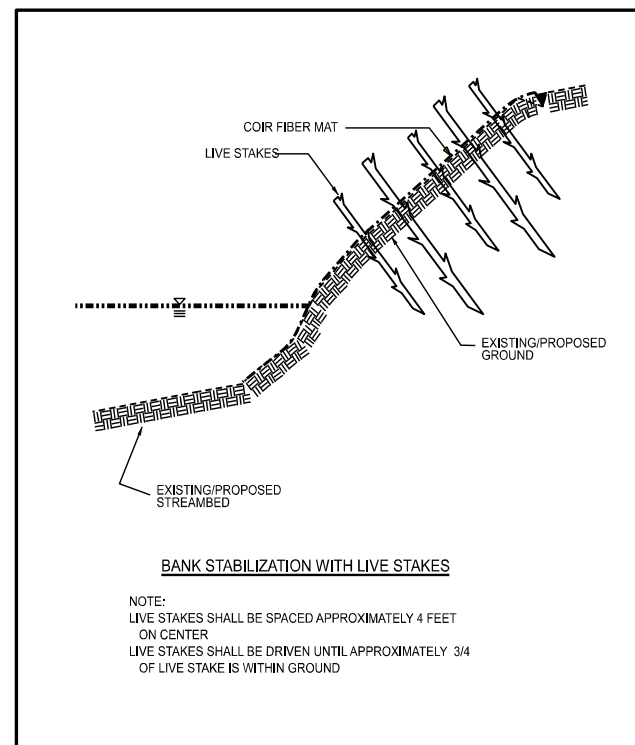 COIR FIBER MAT
LIVE STAKES
EXISTING/PROPOSED
GROUND
EXISTING/PROPOSED
STREAMBED
BANK STABILIZATION WITH LIVE STAKES
NOTE:
LIVE STAKES SHALL BE SPACED APPROXIMATELY 4 FEET
ON CENTER
LIVE STAKES SHALL BE DRIVEN UNTIL APPROXIMATELY 3/4
OF LIVE STAKE IS WITHIN GROUND